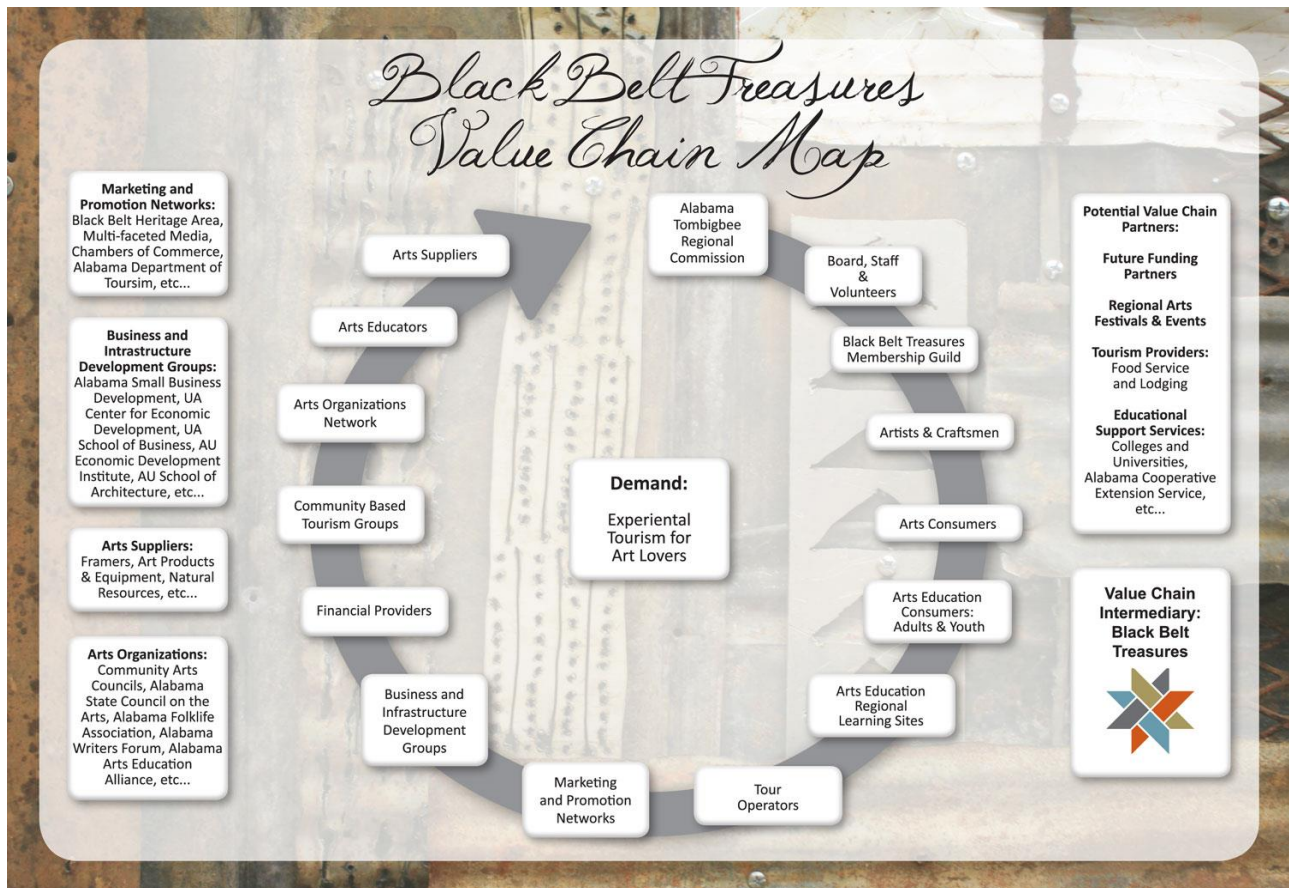 Black Belt Treasures
Value Chain Map
Marketing and
Promotion Networks:
Black Belt Heritage Area,
Multi-faceted Media,
Chambers of Commerce,
Alabama Department of
Toursim, etc...
Business and
Intrastructure
Development Groups:
Alabama Small Business
Development, UA
Center for Economic
Development, UA
School of Business, AU
Economic Development
Institute, AU School of
Architecture, etc...
Arts Suppliers:
Framers, Art Products
& Equipment, Natural
Resources, etc...
Arts Organizations:
Community Arts
Councils, Alabama
State Council on the
Arts, Alabama Folklife
Association, Alabama
Writers Forum, Alabama
Arts Education
Alliance, etc...
Alabama
Tombigbee
Regional
Commission
Board, Staff
&
Volunteers
Black Belt Treasures
Membership Guild
Artists & Craftsmen
Arts Consumers
Arts Education
Consumers:
Adults & Youth
Arts Education
Regional
Learning Sites
Tour
Operators
Marketing
and Promotion
Networks
Business and
Infrastructure
Development
Groups
Financial Providers
Community Based
Tourism Groups
Arts Organizations
Network
Arts Educators
Arts Suppliers
Demand:
Experiential
Tourism for
Art Lovers
Potential Value Chain
Partners:
Future Funding
Partners
Regional Arts
Festivals & Events
Tourism Providers:
Food Service
and Lodging
Educational
Support Services:
Colleges and
Universities,
Alabama Cooperative
Extension Service,
etc...
Value Chain
Intermediary:
Black Belt
Treasures